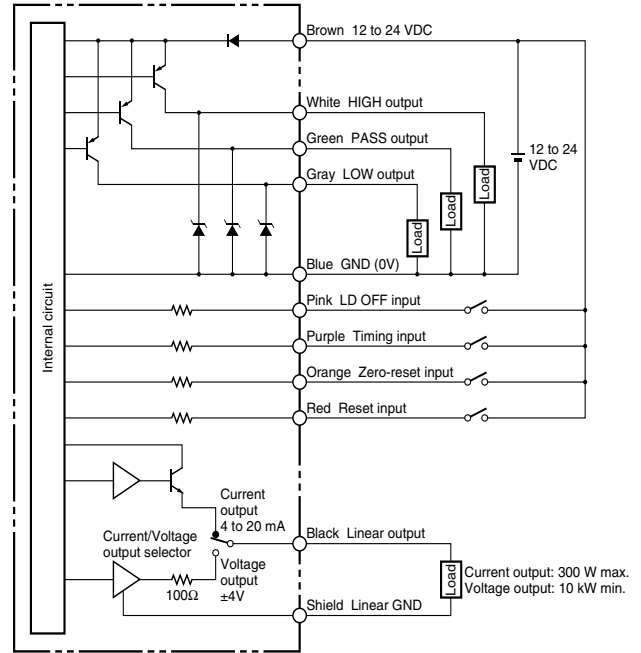 Brown 12 to 24 VDC
White HIGH output
Green PASS output
Gray LOW output
12 to 24
VDC
Load
Load
Load
Blue GND (0V)
Internal circuit
Pink LD OFF input
Purple Timing input
Orange Zero-reset input
Red Reset input
Current
output
4 to 20 mA
Black Linear output
Current/Voltage
output selector
Voltage
output
±4V
100Ω
Load
Current output: 300 W max.
Voltage output: 10 kW min.
Shield Linear GND